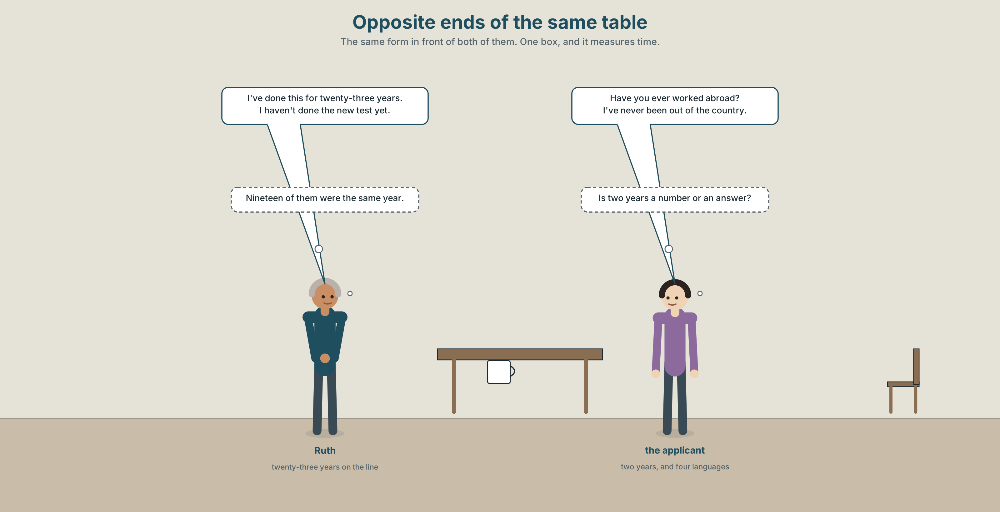 Opposite ends of the same table
The same form in front of both of them. One box, and it measures time.
I've done this for twenty-three years.
I haven't done the new test yet.
Have you ever worked abroad?
I've never been out of the country.
Nineteen of them were the same year.
Is two years a number or an answer?
Ruth
twenty-three years on the line
the applicant
two years, and four languages